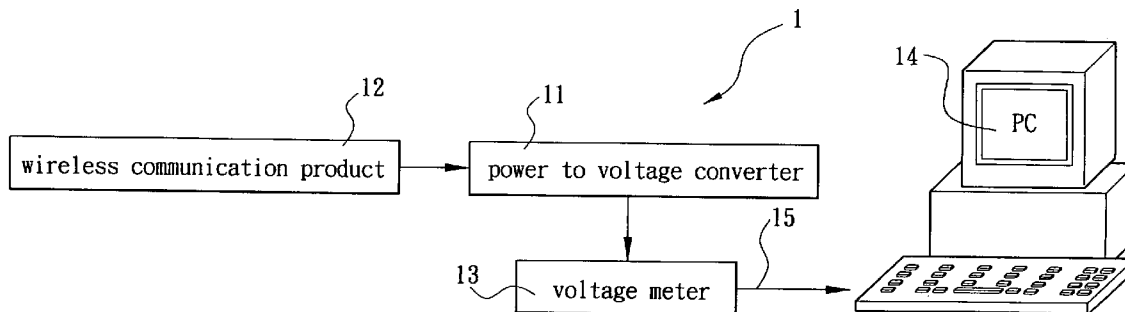 1
14
12
11
PC
wireless communication product
power to voltage converter
15
13
voltage meter